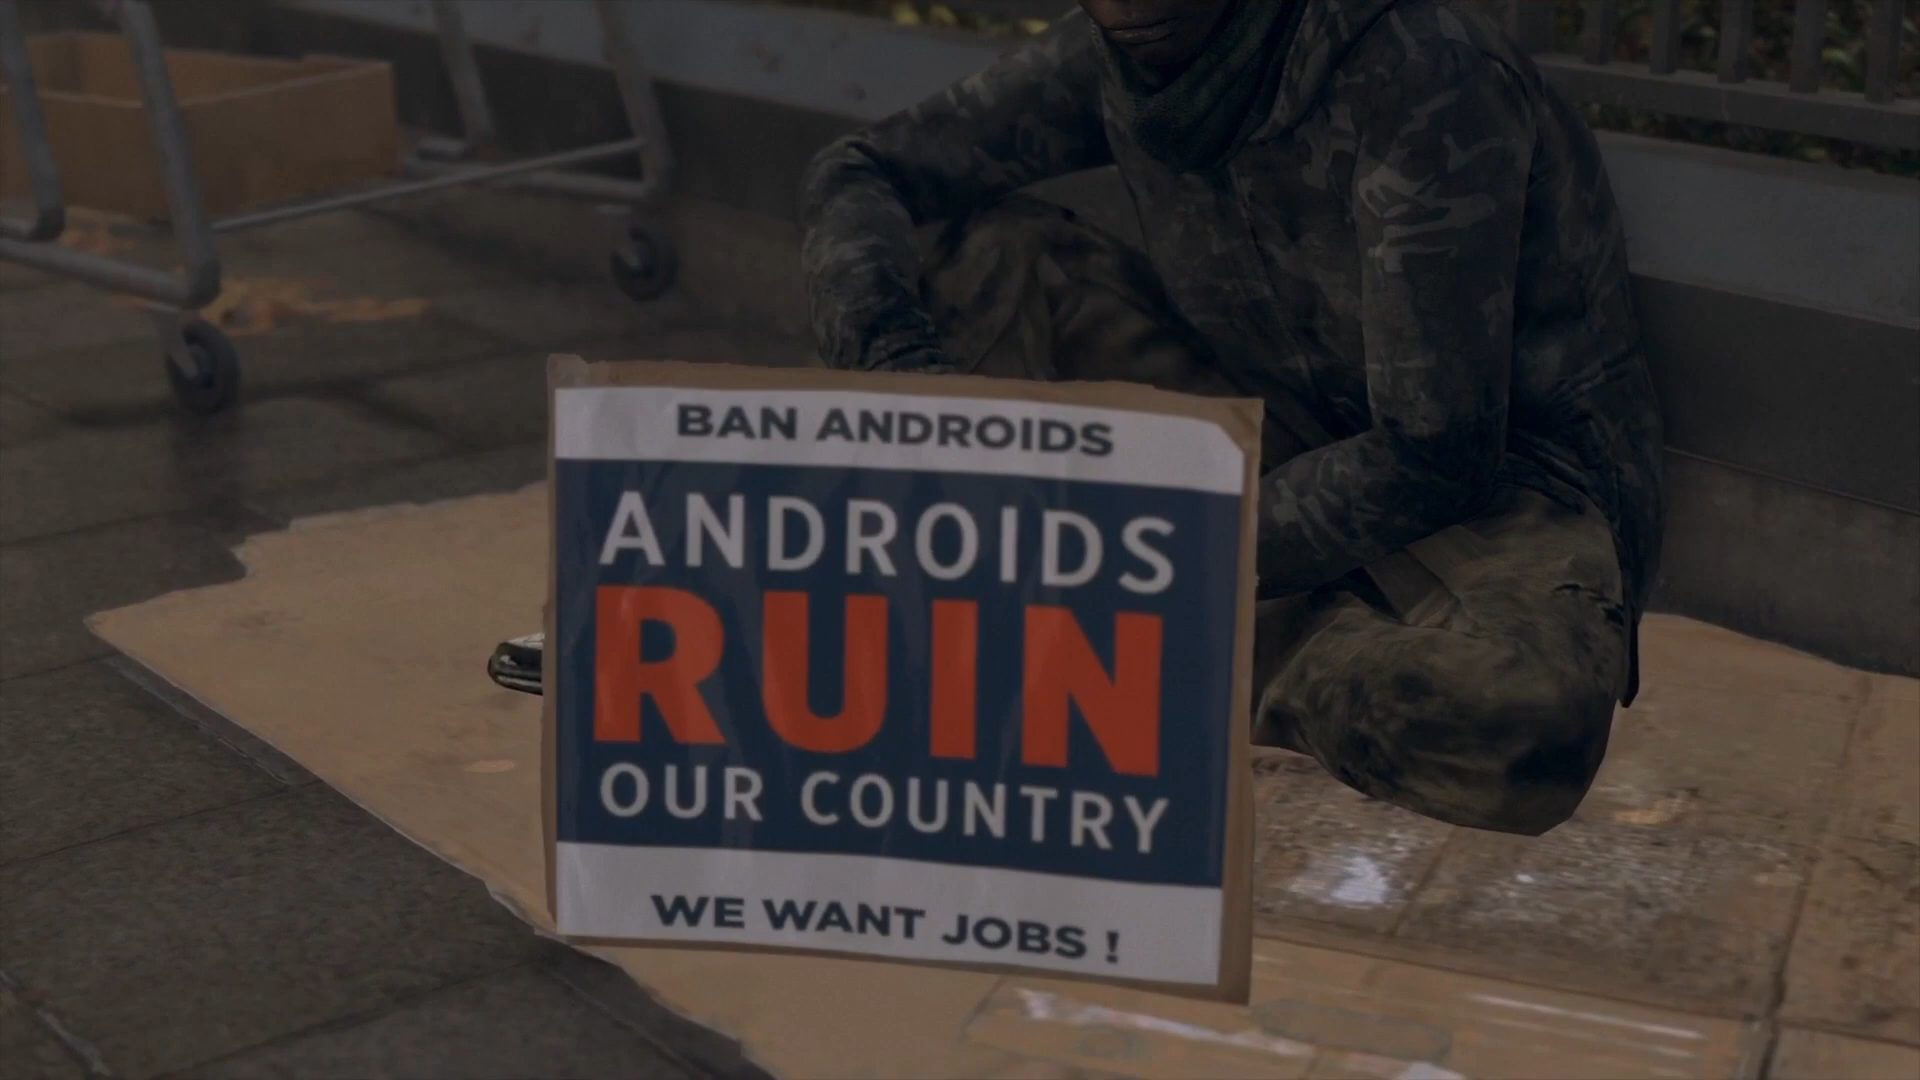 BAN ANDROIDS
ANDROIDS
RUIN
OUR COUNTRY
WE WANT JOBS !